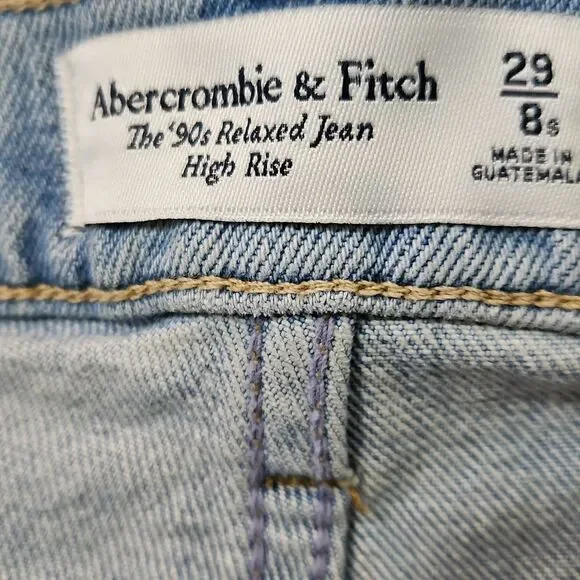 Abercrombie & Fitch
The '90s Relaxed Jean
High Rise
29
8s
MADE IN
GUATEMALA